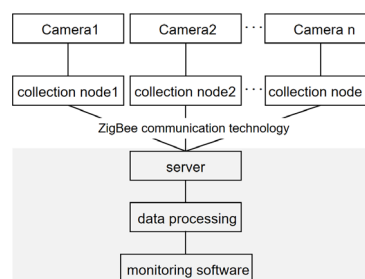 Camera1 Camera2 ··· Camera n
collection node1 collection node2 ··· collection node
ZigBee communication technology
server
data processing
monitoring software